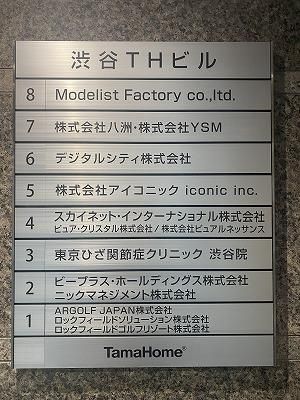 渋谷THビル
8 Modelist Factory co.,ltd.
7 株式会社八洲・株式会社YSM
6 デジタルシティ株式会社
5 株式会社アイコニック iconic inc.
4 スカイネット・インターナショナル株式会社
ピュア・クリスタル株式会社/株式会社ピュアルネッサンス
3 東京ひざ関節症クリニック 渋谷院
2 ビープラス・ホールディングス株式会社
ニックマネジメント株式会社
1 ARGOLF JAPAN株式会社
ロックフィールドソリューション株式会社
ロックフィールドゴルフリゾート株式会社
TamaHome®